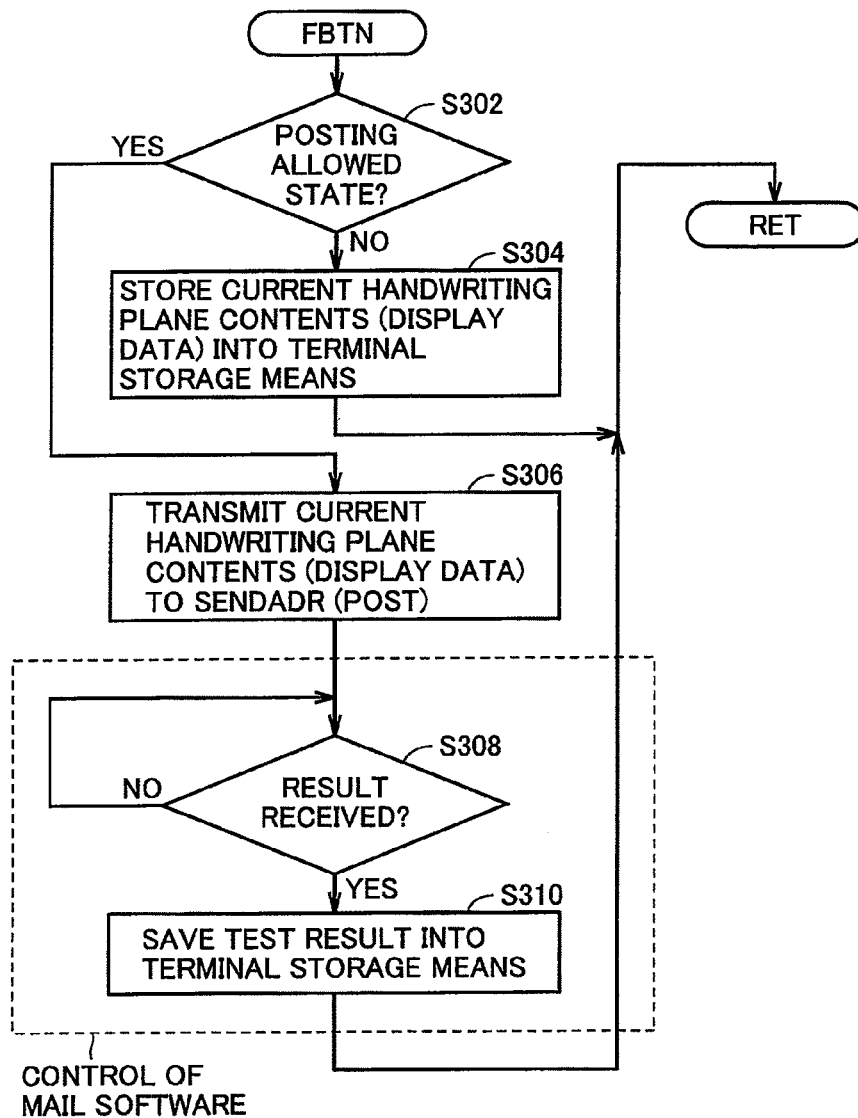 FBTN
S302
YES
POSTING
ALLOWED
STATE?
RET
NO
S304
STORE CURRENT HANDWRITING
PLANE CONTENTS (DISPLAY
DATA) INTO TERMINAL
STORAGE MEANS
S306
TRANSMIT CURRENT
HANDWRITING PLANE
CONTENTS (DISPLAY DATA)
TO SENDADR (POST)
S308
NO
RESULT
RECEIVED?
YES
S310
SAVE TEST RESULT INTO
TERMINAL STORAGE MEANS
CONTROL OF
MAIL SOFTWARE